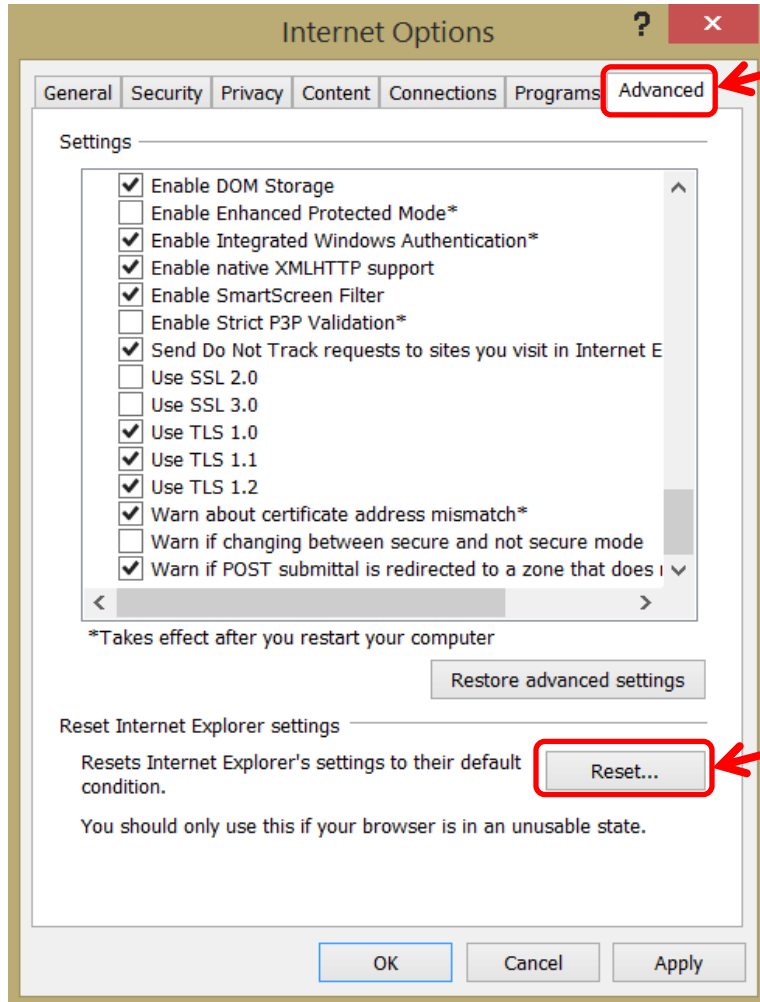 Internet Options
?
x
General Security Privacy Content Connections Programs Advanced
Settings
Enable DOM Storage
Enable Enhanced Protected Mode*
Enable Integrated Windows Authentication*
Enable native XMLHTTP support
Enable SmartScreen Filter
Enable Strict P3P Validation*
Send Do Not Track requests to sites you visit in Internet E
Use SSL 2.0
Use SSL 3.0
Use TLS 1.0
Use TLS 1.1
Use TLS 1.2
Warn about certificate address mismatch*
Warn if changing between secure and not secure mode
Warn if POST submittal is redirected to a zone that does
*Takes effect after you restart your computer
Restore advanced settings
Reset Internet Explorer settings
Resets Internet Explorer's settings to their default
condition.
Reset...
You should only use this if your browser is in an unusable state.
OK Cancel Apply